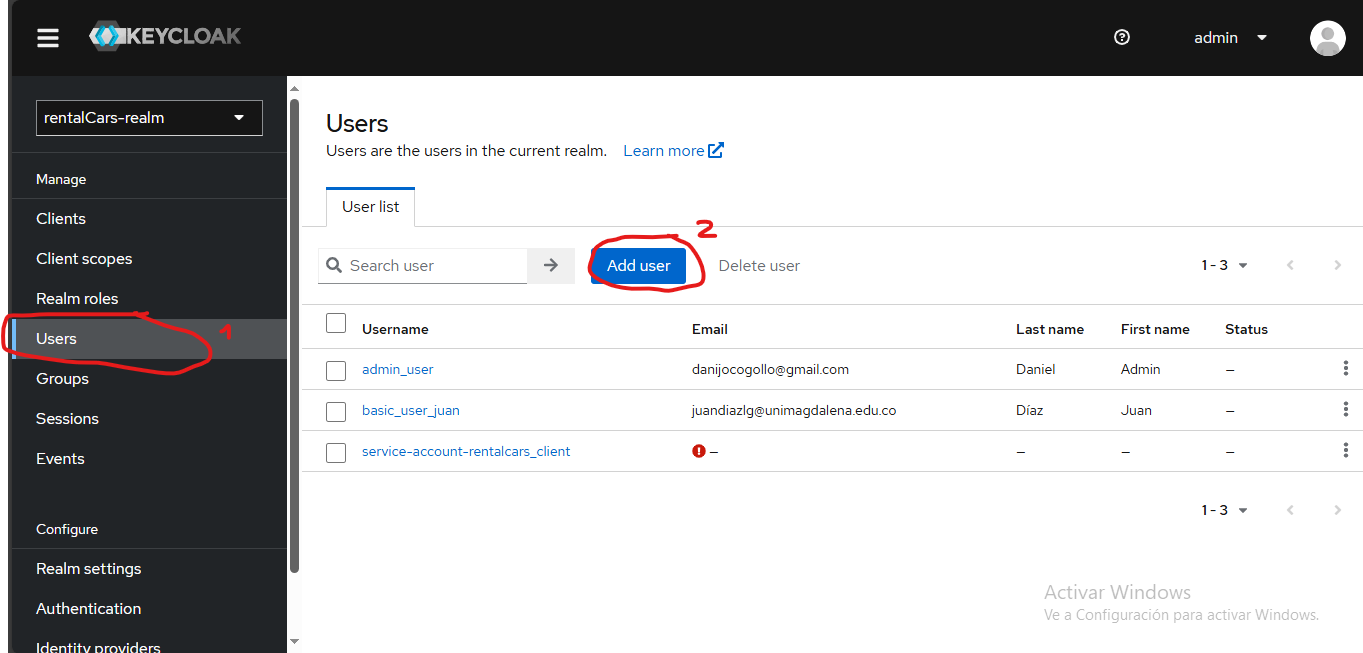 KEYCLOAK
admin
rentalCars-realm
Manage
Clients
Client scopes
Realm roles
Users
1
Groups
Sessions
Events
Configure
Realm settings
Authentication
Identity providers
Users
Users are the users in the current realm. Learn more
User list
2
Search user
Add user
Delete user
1 - 3
Username Email Last name First name Status
admin_user danijocogollo@gmail.com Daniel Admin –
basic_user_juan juandiazlg@unimagdalena.edu.co Díaz Juan –
service-account-rentalcars_client – – – –
1 - 3
Activar Windows
Ve a Configuración para activar Windows.